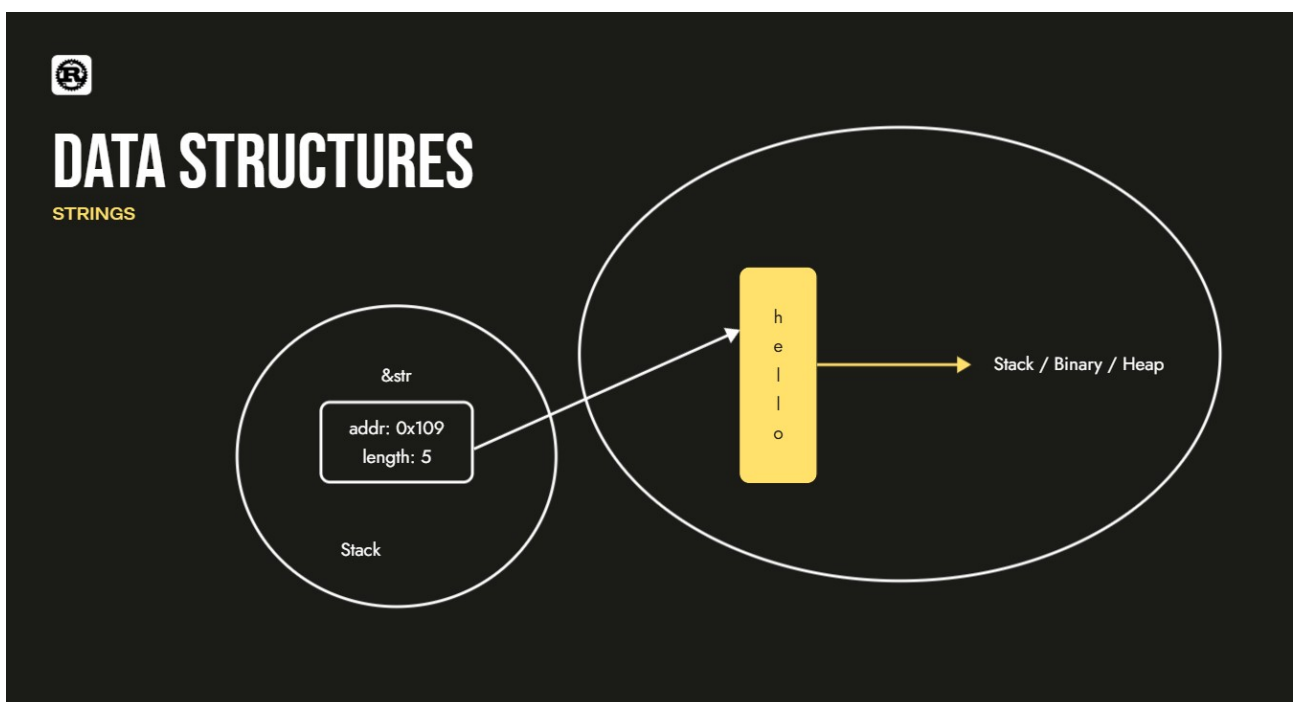 R
DATA STRUCTURES
STRINGS
&str
addr: 0x109
length: 5
Stack
h
e
l
l
o
Stack / Binary / Heap